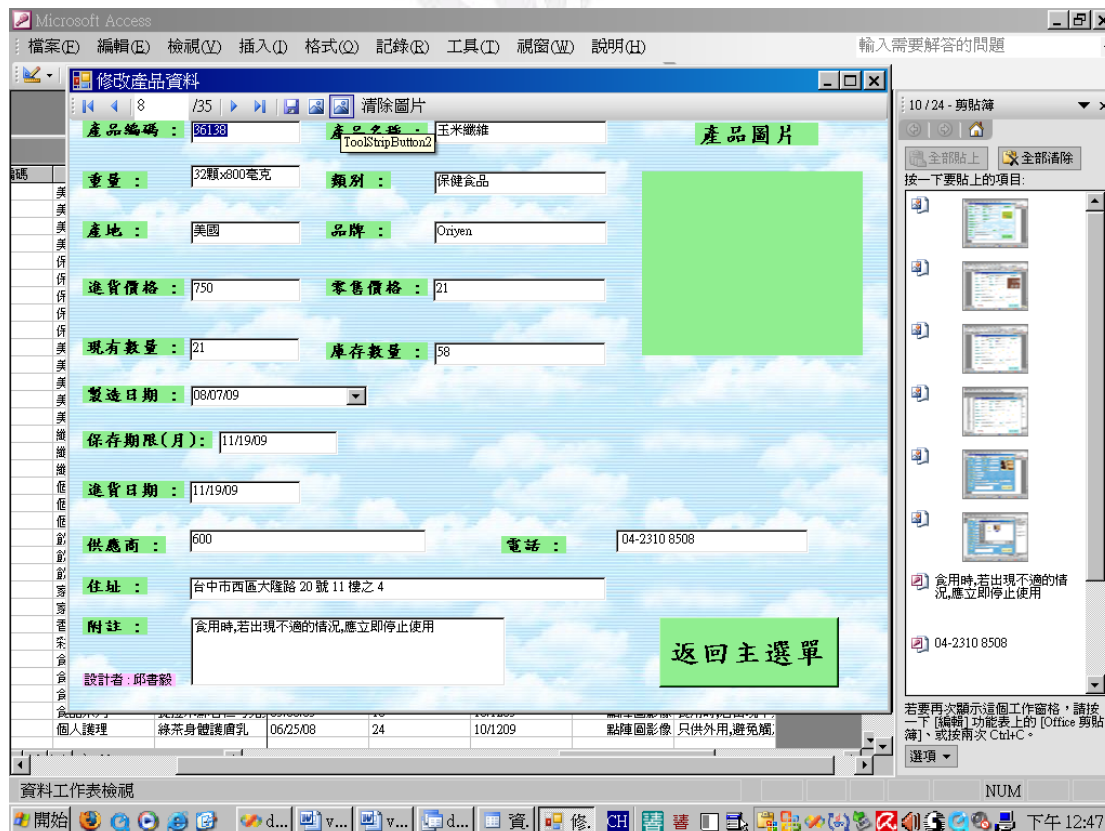 Microsoft Access
檔案(F) 編輯(E) 檢視(V) 插入(I) 格式(O) 記錄(R) 工具(T) 視窗(W) 說明(H) 輸入需要解答的問題
修改產品資料
8 /35 清除圖片
10 / 24 - 剪貼簿
產品編碼 : 36138 產品名稱 : 玉米纖維 產品圖片
ToolStripButton2
全部貼上 全部清除
按一下要貼上的項目:
重量 : 32顆x800毫克 類別 : 保健食品
產地 : 美國 品牌 : Oriyen
進貨價格 : 750 零售價格 : 21
現有數量 : 21 庫存數量 : 58
製造日期 : 08/07/09
保存期限(月): 11/19/09
進貨日期 : 11/19/09
供應商 : 600 電話 : 04-2310 8508
住址 : 台中市西區大隆路 20 號 11 樓之 4
附註 : 食用時,若出現不適的情況,應立即停止使用
返回主選單
設計者 : 邱書毅
食用時,若出現不適的情況,應立即停止使用
04-2310 8508
個人護理 綠茶身體護膚乳 06/25/08 24 10/1209 點陣圖影像 只供外用,避免觸
若要再次顯示這個工作窗格，請按一下 [編輯] 功能表上的 [Office 剪貼簿]、或按兩次 Ctrl+C。
選項
資料工作表檢視 NUM
開始 d... v... v... d... 資. 修. CH 下午 12:47